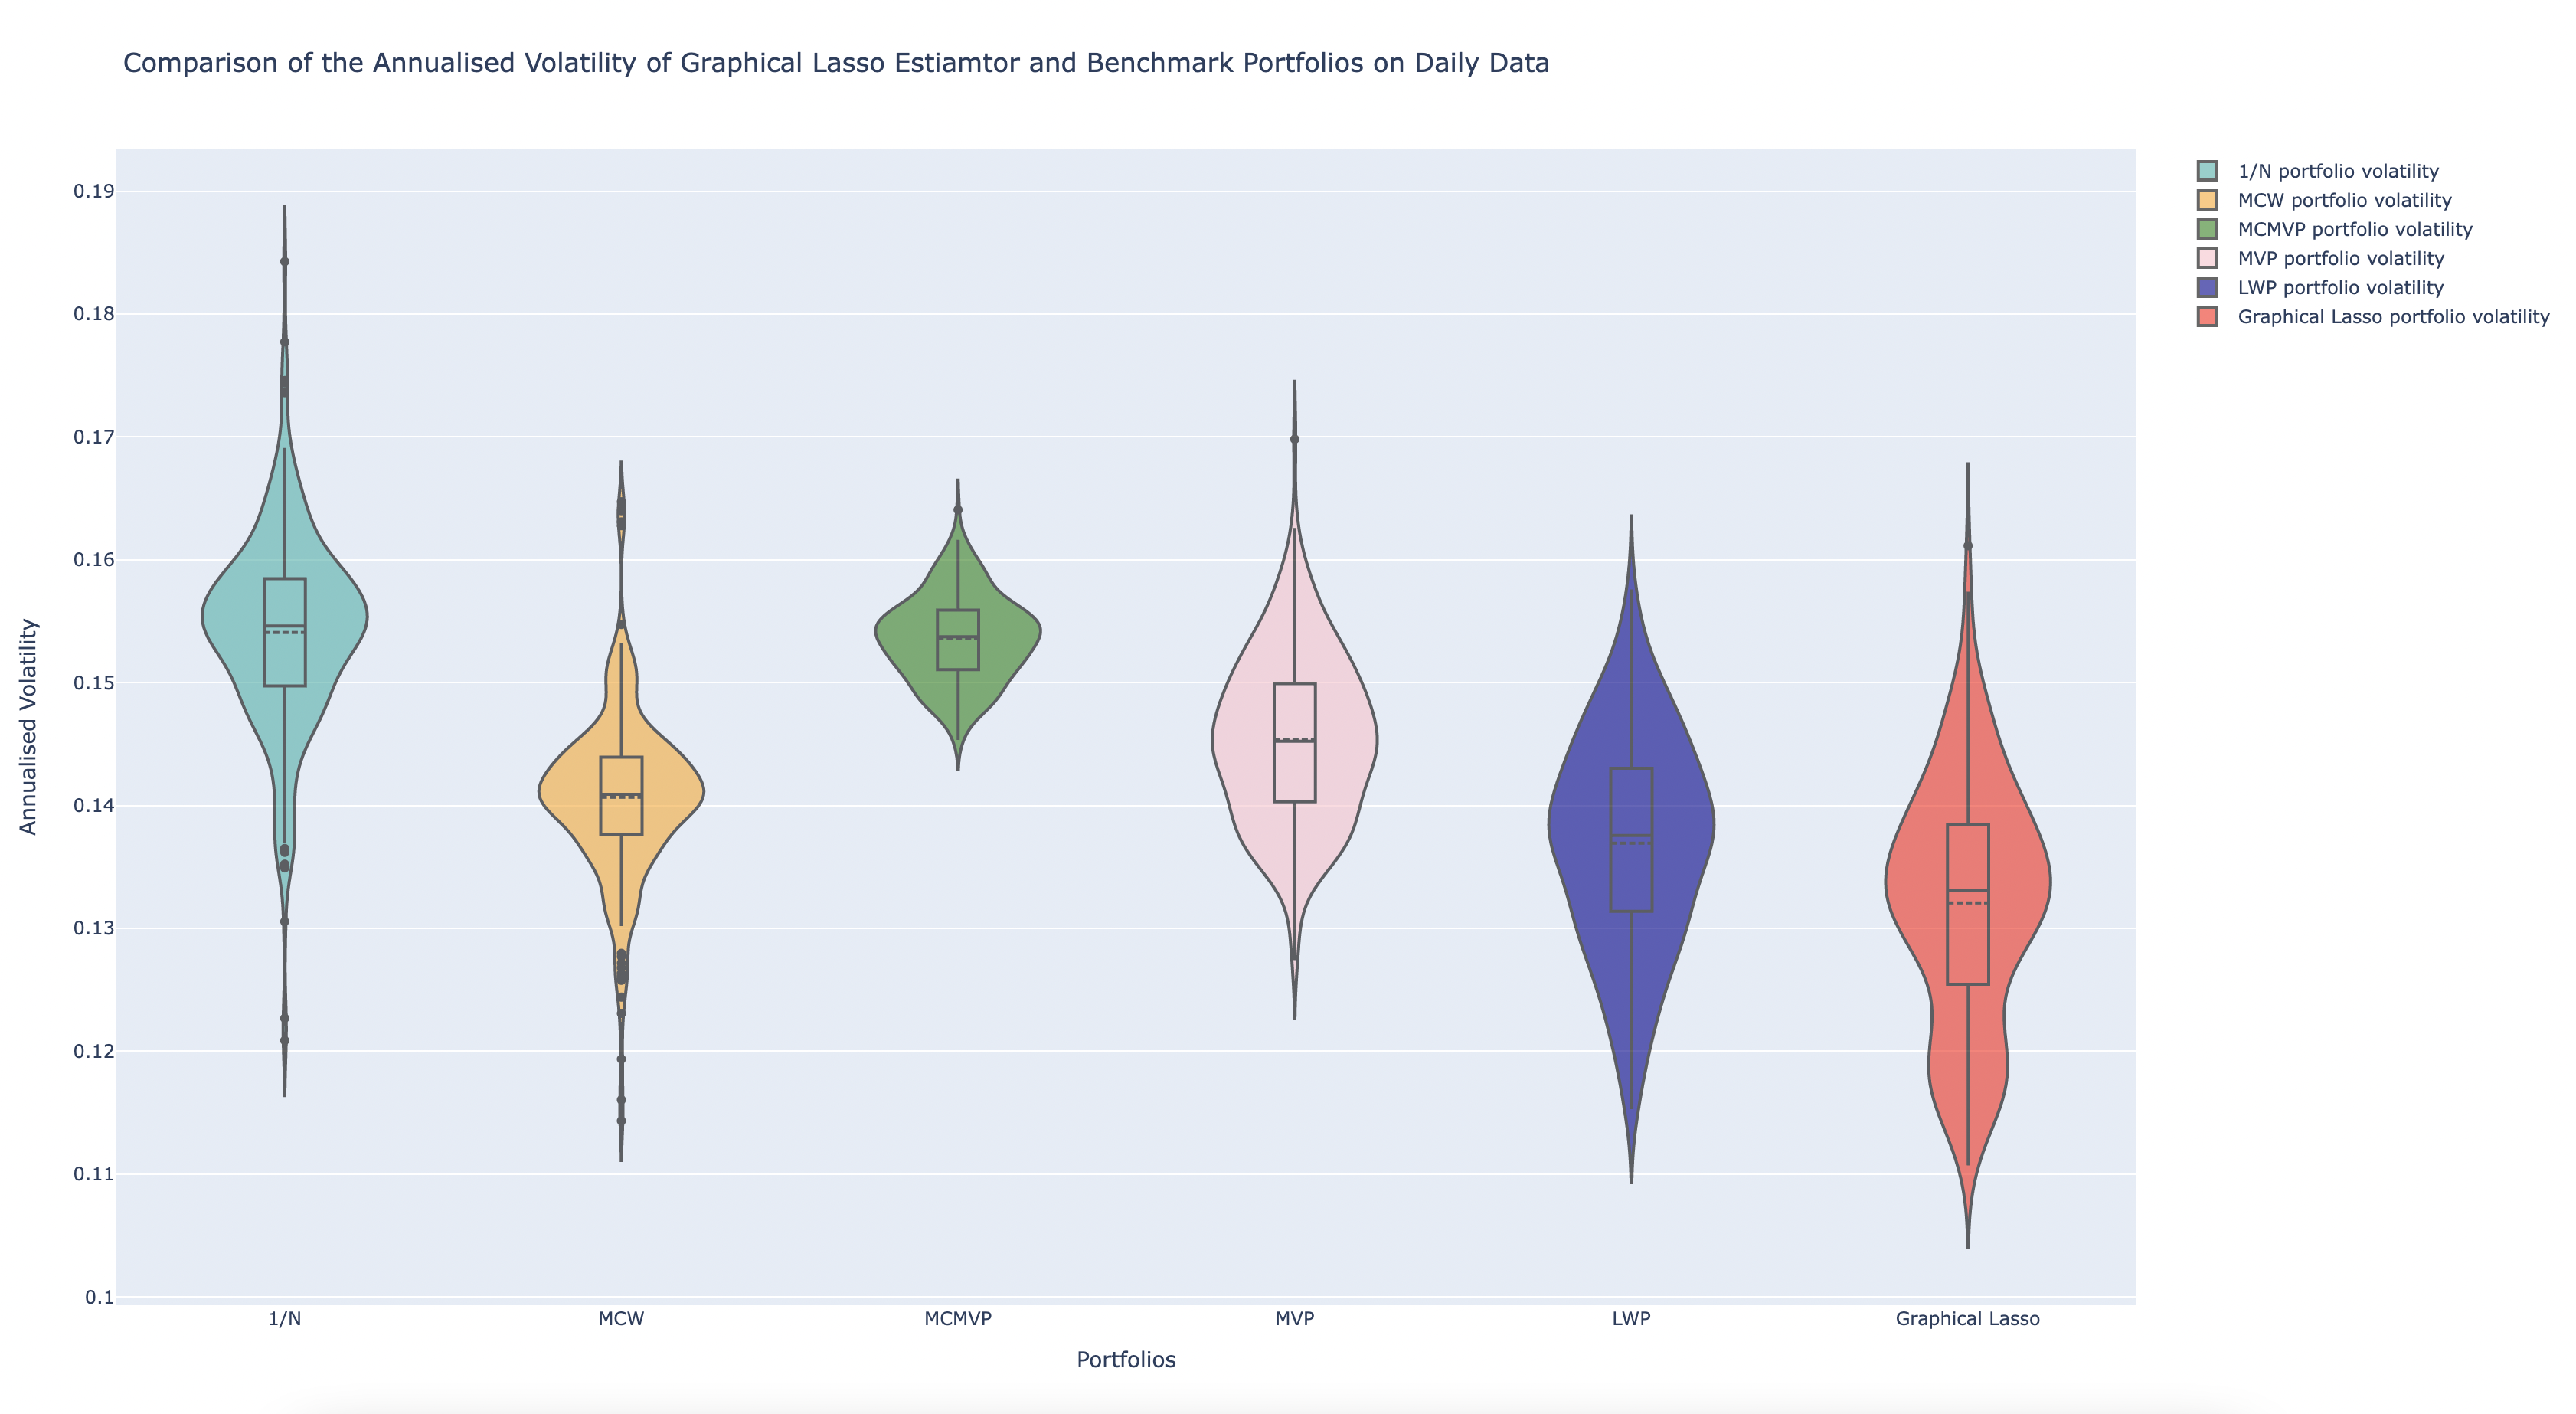 Comparison of the Annualised Volatility of Graphical Lasso Estiamtor and Benchmark Portfolios on Daily Data
1/N portfolio volatility
MCW portfolio volatility
MCMVP portfolio volatility
MVP portfolio volatility
LWP portfolio volatility
Graphical Lasso portfolio volatility
Annualised Volatility
0.19
0.18
0.17
0.16
0.15
0.14
0.13
0.12
0.11
0.1
1/N MCW MCMVP MVP LWP Graphical Lasso
Portfolios